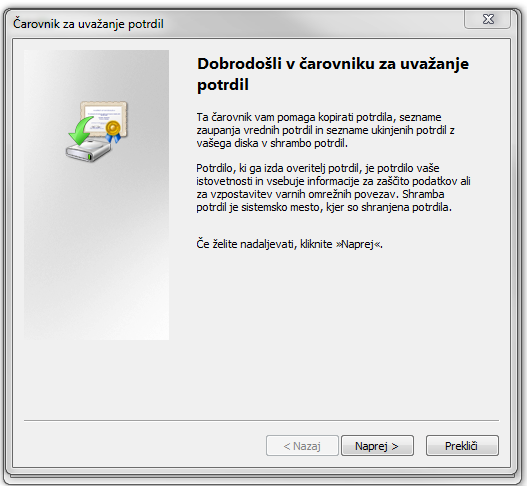 Čarovnik za uvažanje potrdil
Dobrodošli v čarovniku za uvažanje
potrdil
Ta čarovnik vam pomaga kopirati potrdila, sezname
zaupanja vrednih potrdil in sezname ukinjenih potrdil z
vašega diska v shrambo potrdil.
Potrdilo, ki ga izda overitelj potrdil, je potrdilo vaše
istovetnosti in vsebuje informacije za zaščito podatkov ali
za vzpostavitev varnih omrežnih povezav. Shramba
potrdil je sistemsko mesto, kjer so shranjena potrdila.
Če želite nadaljevati, kliknite »Naprej«.
< Nazaj
Naprej >
Prekliči